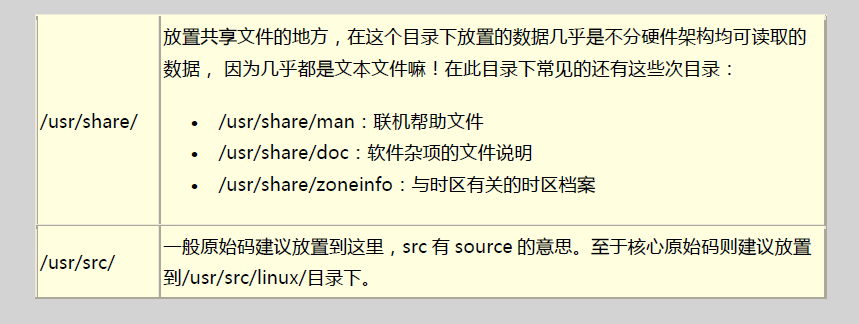 /usr/share/
放置共享文件的地方，在这个目录下放置的数据几乎是不分硬件架构均可读取的
数据， 因为几乎都是文本文件嘛！在此目录下常见的还有这些次目录：
• /usr/share/man：联机帮助文件
• /usr/share/doc：软件杂项的文件说明
• /usr/share/zoneinfo：与时区有关的时区档案
/usr/src/
一般原始码建议放置到这里，src 有 source 的意思。至于核心原始码则建议放置
到/usr/src/linux/目录下。